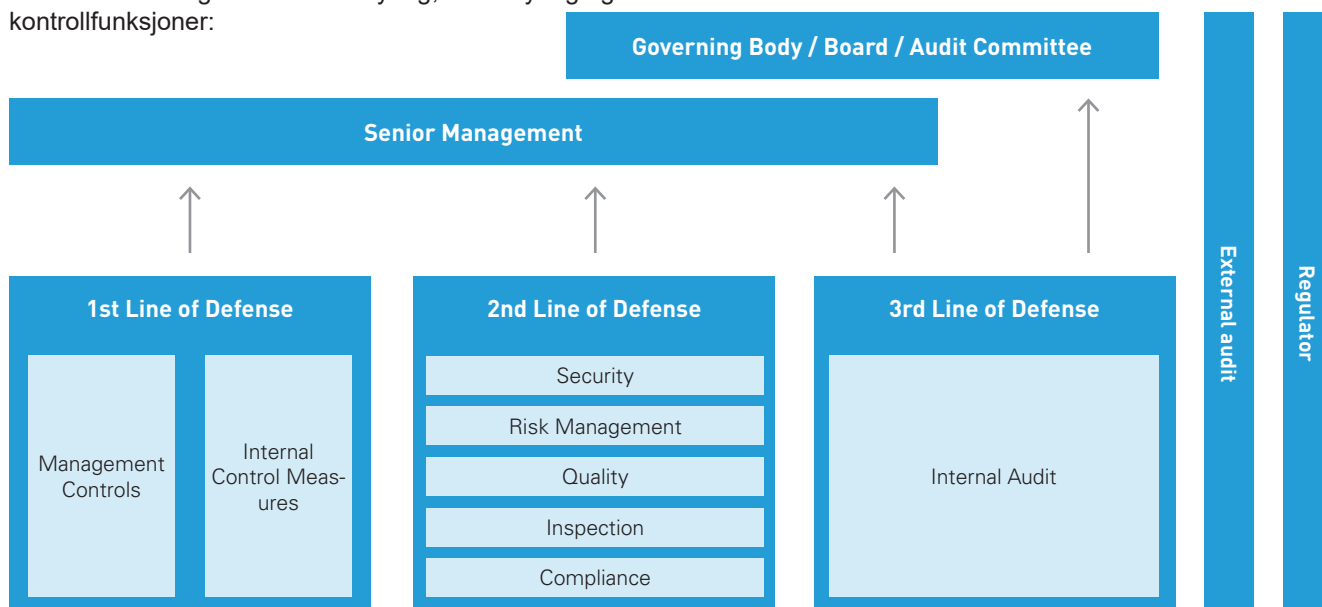 kontrollfunksjoner:
Governing Body / Board / Audit Committee
Senior Management
1st Line of Defense
Management
Controls
Internal
Control Meas-
ures
2nd Line of Defense
Security
Risk Management
Quality
Inspection
Compliance
3rd Line of Defense
Internal Audit
External audit
Regulator